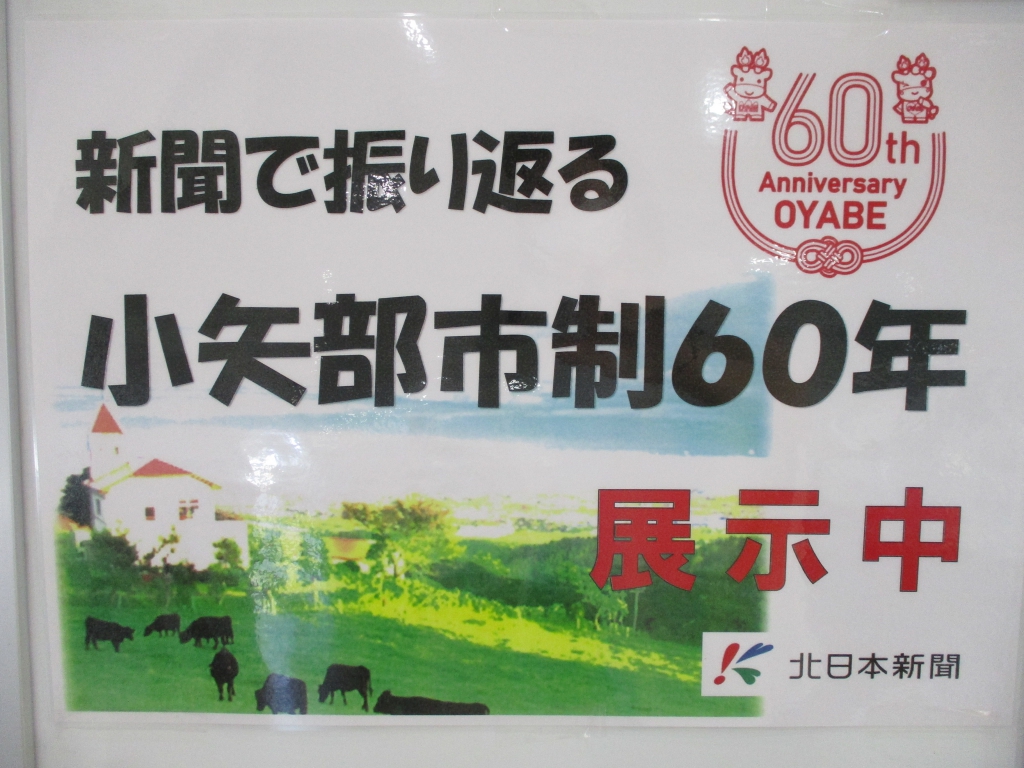 新聞で振り返る
60th
Anniversary
OYABE
小矢部市制60年
展示中
北日本新聞